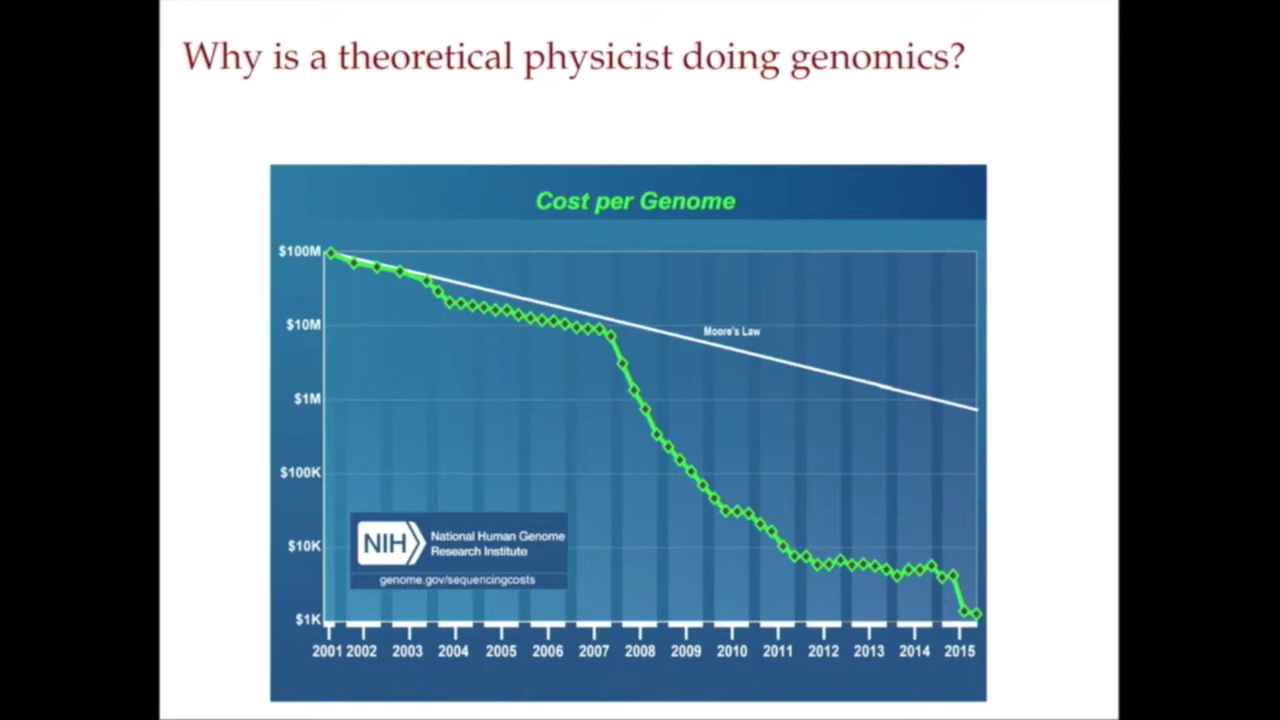 Why is a theoretical physicist doing genomics?
Cost per Genome
$100M
$10M
$1M
$100K
$10K
$1K
Moore's Law
NIH
National Human Genome
Research Institute
genome.gov/sequencingcosts
2001 2002 2003 2004 2005 2006 2007 2008 2009 2010 2011 2012 2013 2014 2015